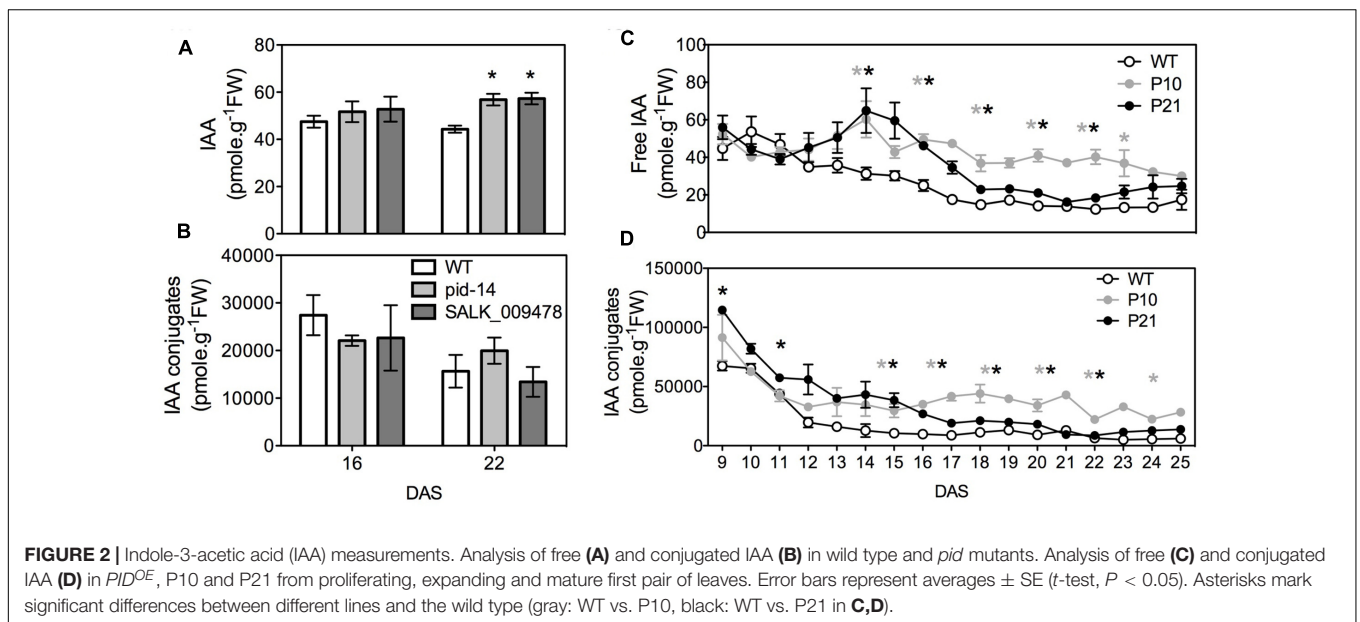 A
80
60
40
20
0
IAA
(pmole.g⁻¹FW)
* *
B
40000
30000
20000
10000
0
IAA conjugates
(pmole.g⁻¹FW)
WT
pid-14
SALK_009478
16 22
DAS
C
100
80
60
40
20
0
Free IAA
(pmole.g⁻¹FW)
WT
P10
P21
** ** ** ** ** *
D
150000
100000
50000
0
IAA conjugates
(pmole.g⁻¹FW)
WT
P10
P21
* * ** ** ** ** ** *
9 10 11 12 13 14 15 16 17 18 19 20 21 22 23 24 25
DAS
FIGURE 2 | Indole-3-acetic acid (IAA) measurements. Analysis of free (A) and conjugated IAA (B) in wild type and pid mutants. Analysis of free (C) and conjugated
IAA (D) in PIDᴼᴱ, P10 and P21 from proliferating, expanding and mature first pair of leaves. Error bars represent averages ± SE (t-test, P < 0.05). Asterisks mark
significant differences between different lines and the wild type (gray: WT vs. P10, black: WT vs. P21 in C,D).